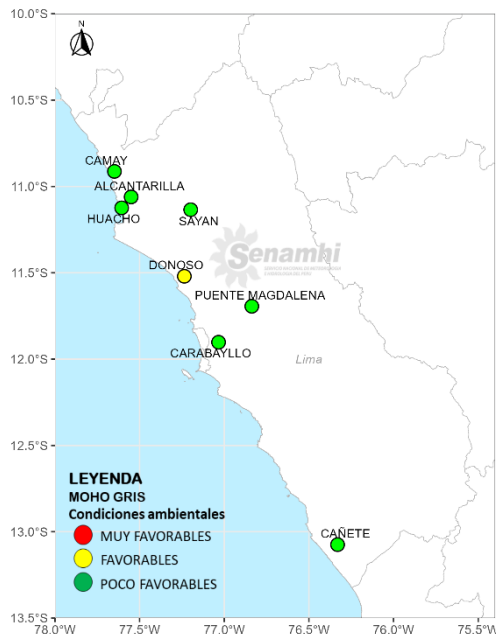 10.0°S
N
10.5°S
CAMAY
11.0°S
ALCANTARILLA
HUACHO
SAYAN
Senamhi
11.5°S
DONOSO
PUENTE MAGDALENA
12.0°S
CARABAYLLO
Lima
12.5°S
LEYENDA
MOHO GRIS
Condiciones ambientales
MUY FAVORABLES
FAVORABLES
POCO FAVORABLES
13.0°S
CAÑETE
13.5°S
78.0°W
77.5°W
77.0°W
76.5°W
76.0°W
75.5°W